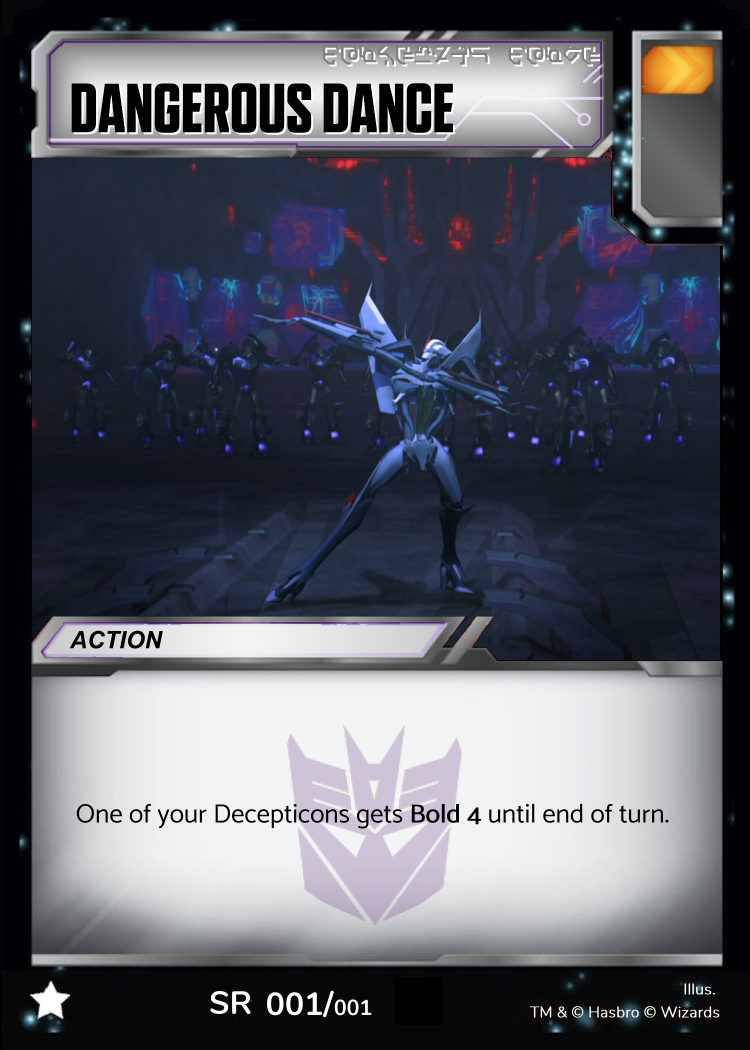 DANGEROUS DANCE
ACTION
One of your Decepticons gets Bold 4 until end of turn.
SR 001/001
Illus.
TM & © Hasbro © Wizards